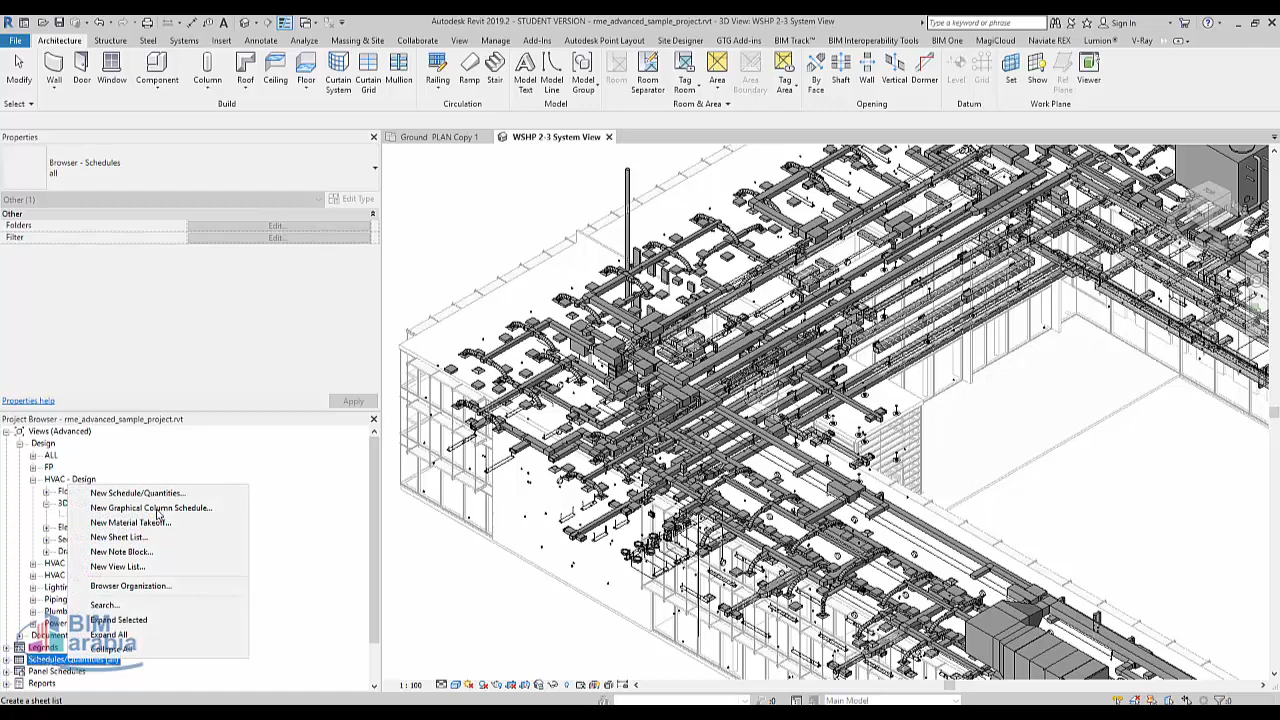 Autodesk Revit 2019.2 - STUDENT VERSION - rme_advanced_sample_project.rvt - 3D View: WSHP 2-3 System View
Type a keyword or phrase
Sign In
File Architecture Structure Steel Systems Insert Annotate Analyze Massing & Site Collaborate View Manage Add-Ins Autodesk Point Layout Site Designer CTC Add-ins BIM Track™ BIM Interoperability Tools BIM One MagiCloud Naviate REX Lumion® V-Ray
Modify Wall Door Window Component Column Roof Ceiling Floor Curtain System Curtain Grid Mullion Railing Ramp Stair Model Text Model Line Model Group Room Room Separator Tag Room Area Area Boundary Tag Area By Face Shaft Wall Vertical Dormer Level Grid Set Show Ref Plane Viewer
Select Build Circulation Model Room & Area Opening Datum Work Plane
Properties
Ground PLAN Copy 1
WSHP 2-3 System View
Browser - Schedules
all
Other (1)
Edit Type
Other
Folders Edit...
Filter Edit...
Properties help
Apply
Project Browser - rme_advanced_sample_project.rvt
Views (Advanced)
Design
ALL
FP
HVAC - Design
3D
HVAC
HVAC
Lightin
Piping
Plumb
Power
Document
Legends
Schedules/Quantities (all)
Panel Schedules
Reports
New Schedule/Quantities...
New Graphical Column Schedule...
New Material Takeoff...
New Sheet List...
New Note Block...
New View List...
Browser Organization...
Search...
Expand Selected
Expand All
Collapse All
BIM
arabia
TOP
1 : 100
Create a sheet list
:0
Main Model
:0